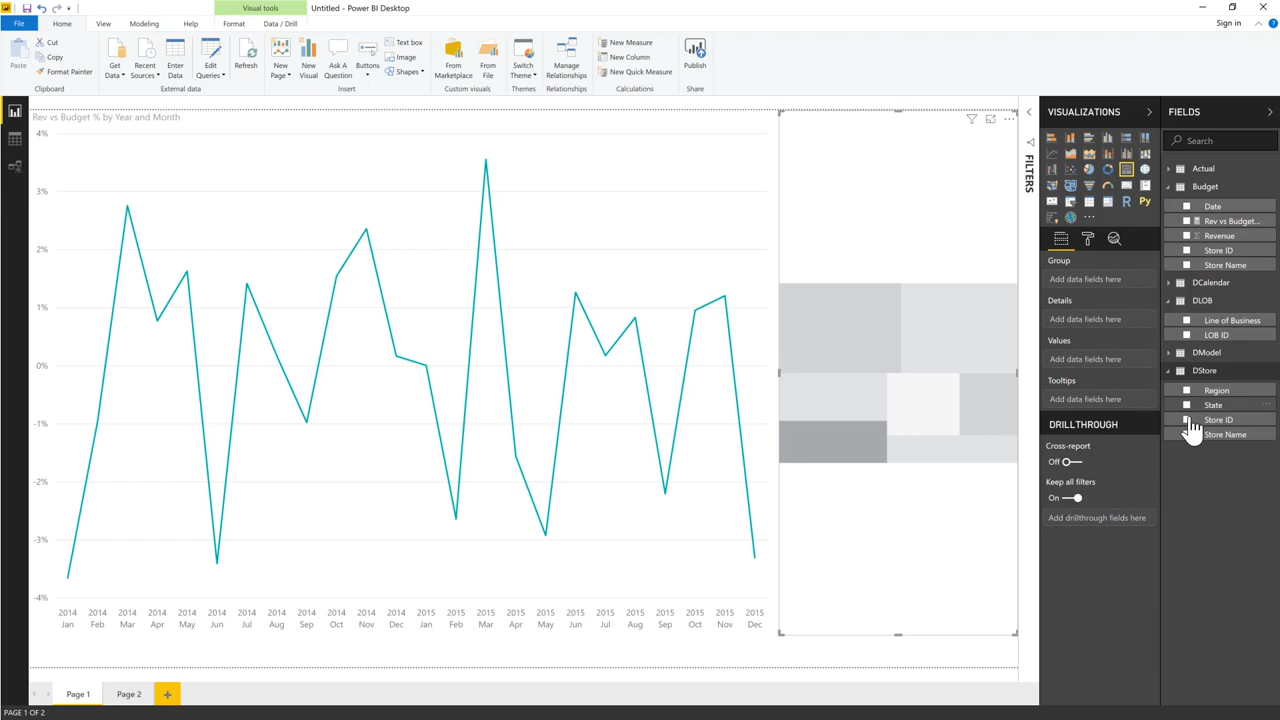 Visual tools
Untitled - Power BI Desktop
File
Home
View
Modeling
Help
Format
Data / Drill
Sign in
Paste
Cut
Copy
Format Painter
Clipboard
Get Data
Recent Sources
Enter Data
Edit Queries
Refresh
External data
New Page
New Visual
Ask A Question
Buttons
Text box
Image
Shapes
Insert
From Marketplace
From File
Custom visuals
Switch Theme
Themes
Manage Relationships
Relationships
New Measure
New Column
New Quick Measure
Calculations
Publish
Share
Rev vs Budget % by Year and Month
4%
3%
2%
1%
0%
-1%
-2%
-3%
-4%
2014 2014 2014 2014 2014 2014 2014 2014 2014 2014 2014 2014 2015 2015 2015 2015 2015 2015 2015 2015 2015 2015 2015 2015
Jan Feb Mar Apr May Jun Jul Aug Sep Oct Nov Dec Jan Feb Mar Apr May Jun Jul Aug Sep Oct Nov Dec
FILTERS
VISUALIZATIONS
R
Py
Group
Add data fields here
Details
Add data fields here
Values
Add data fields here
Tooltips
Add data fields here
DRILLTHROUGH
Cross-report
Off
Keep all filters
On
Add drillthrough fields here
FIELDS
Search
Actual
Budget
Date
Rev vs Budget...
Σ Revenue
Store ID
Store Name
DCalendar
DLOB
Line of Business
LOB ID
DModel
DStore
Region
State
Store ID
Store Name
Page 1
Page 2
PAGE 1 OF 2